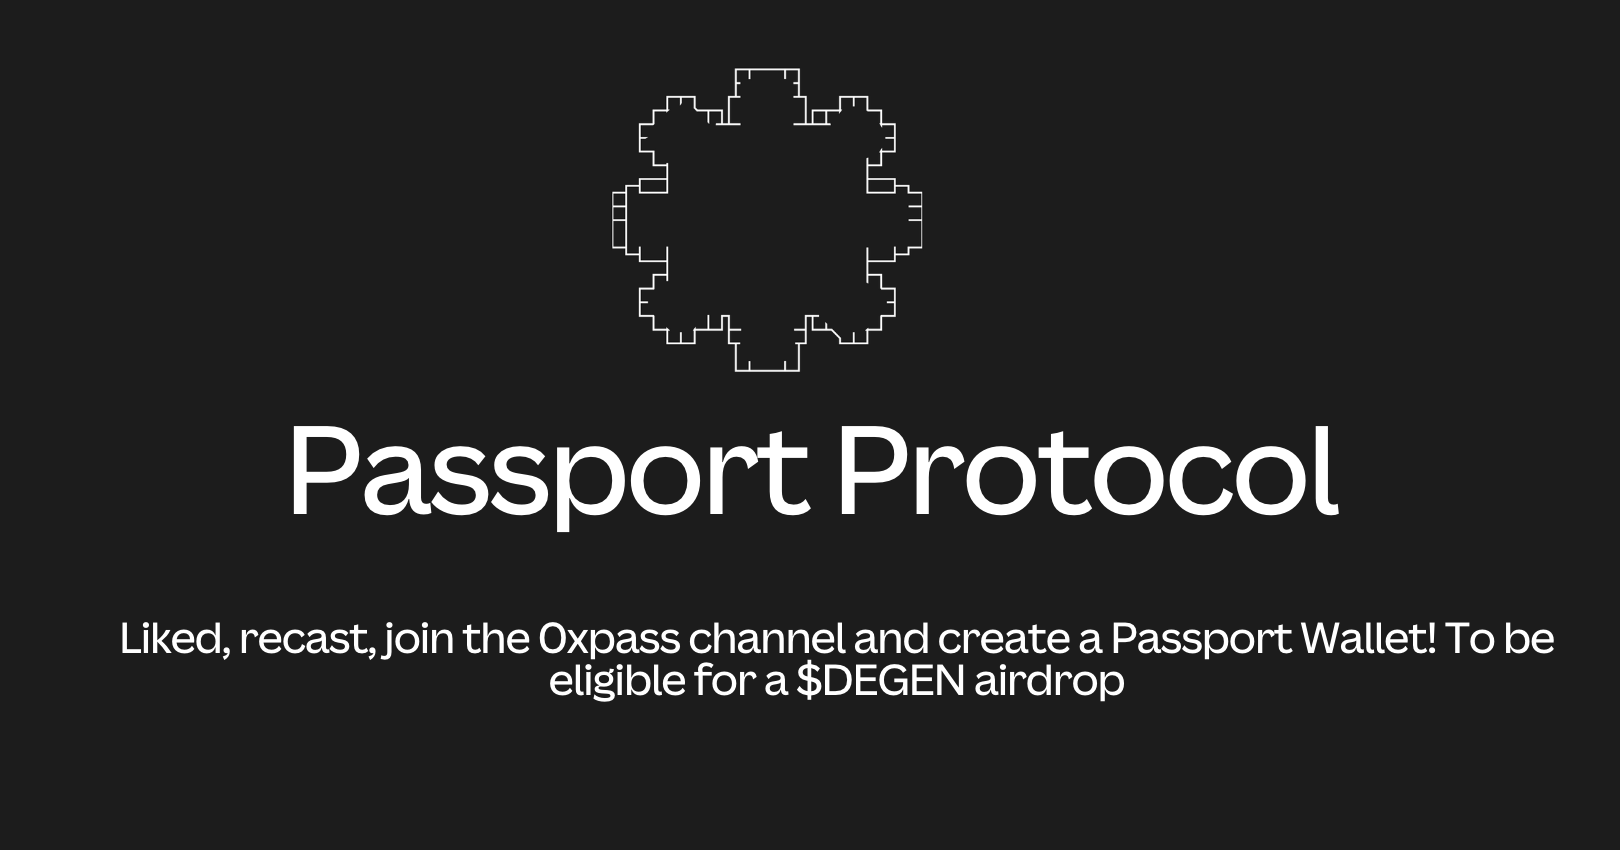 Passport Protocol
Liked, recast, join the 0xpass channel and create a Passport Wallet! To be
eligible for a $DEGEN airdrop